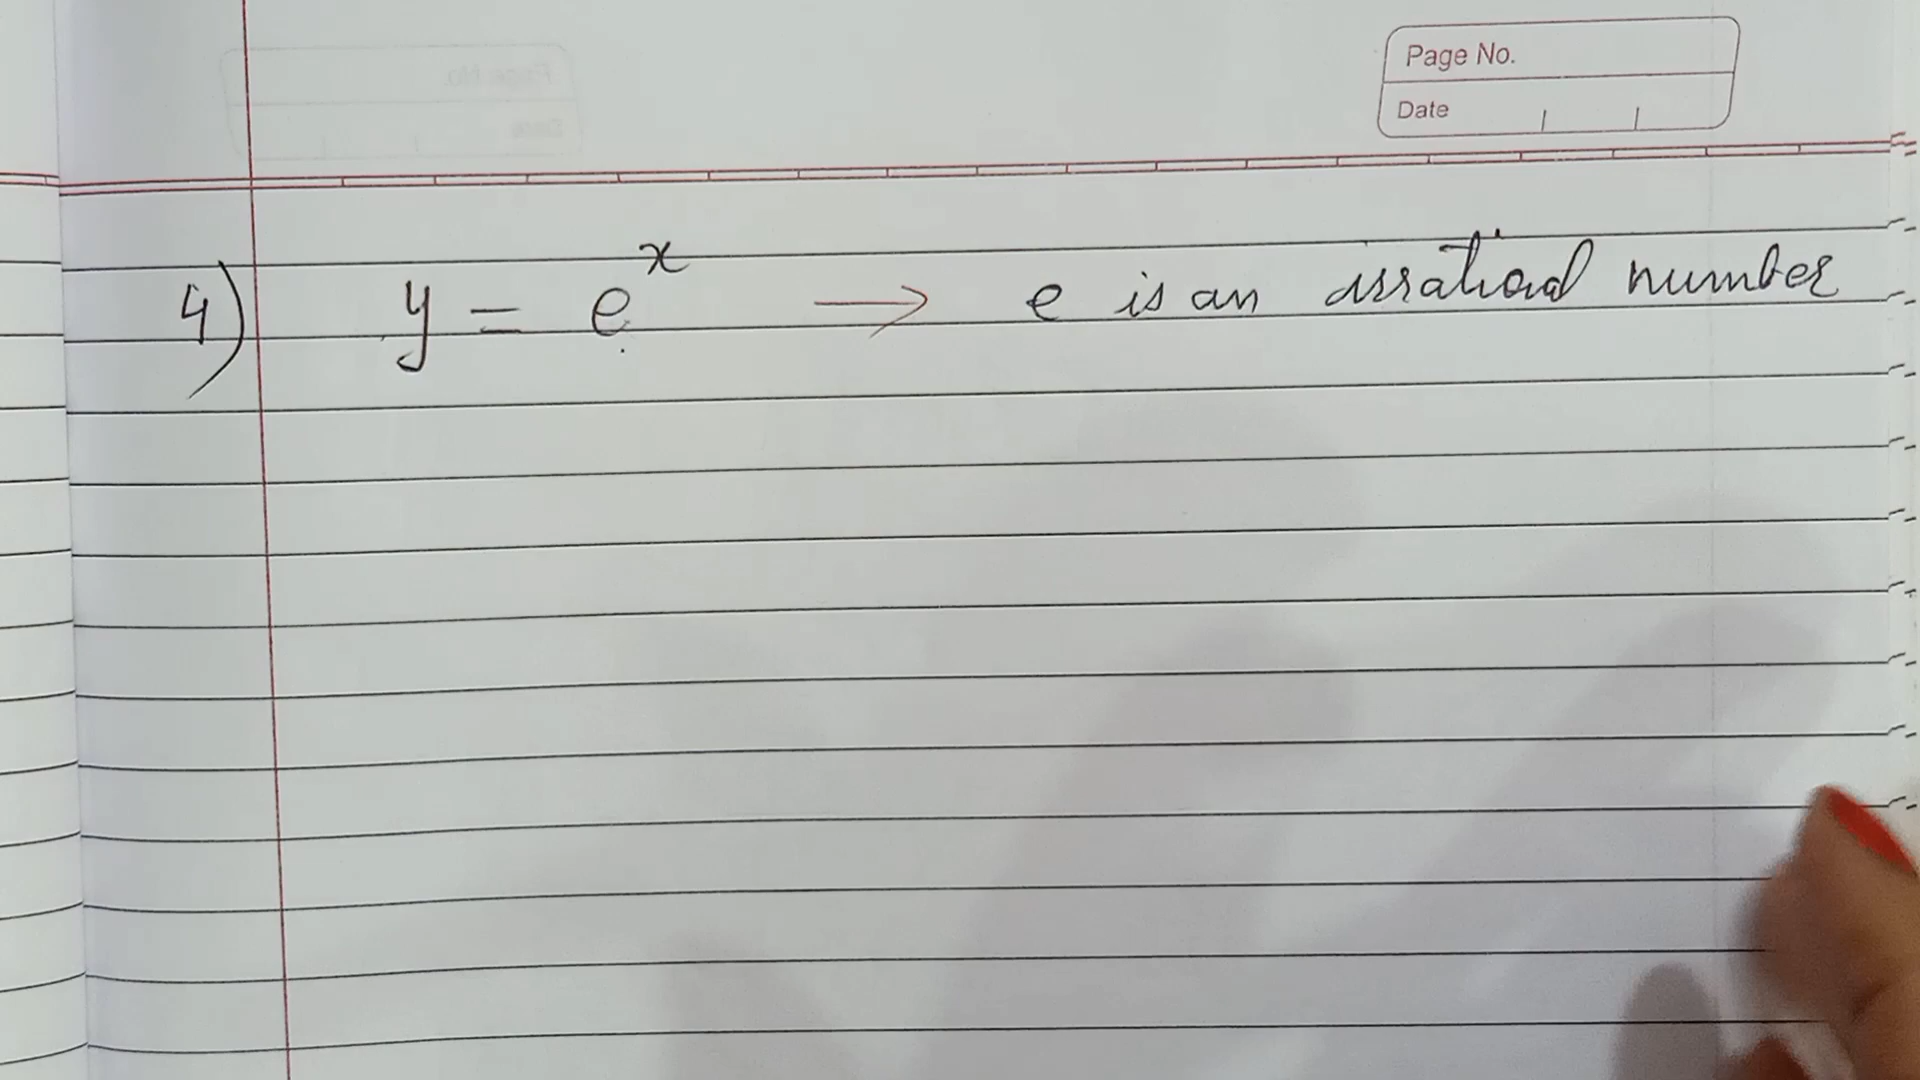 Page No.
Date
4) y = e^x → e is an irrational number